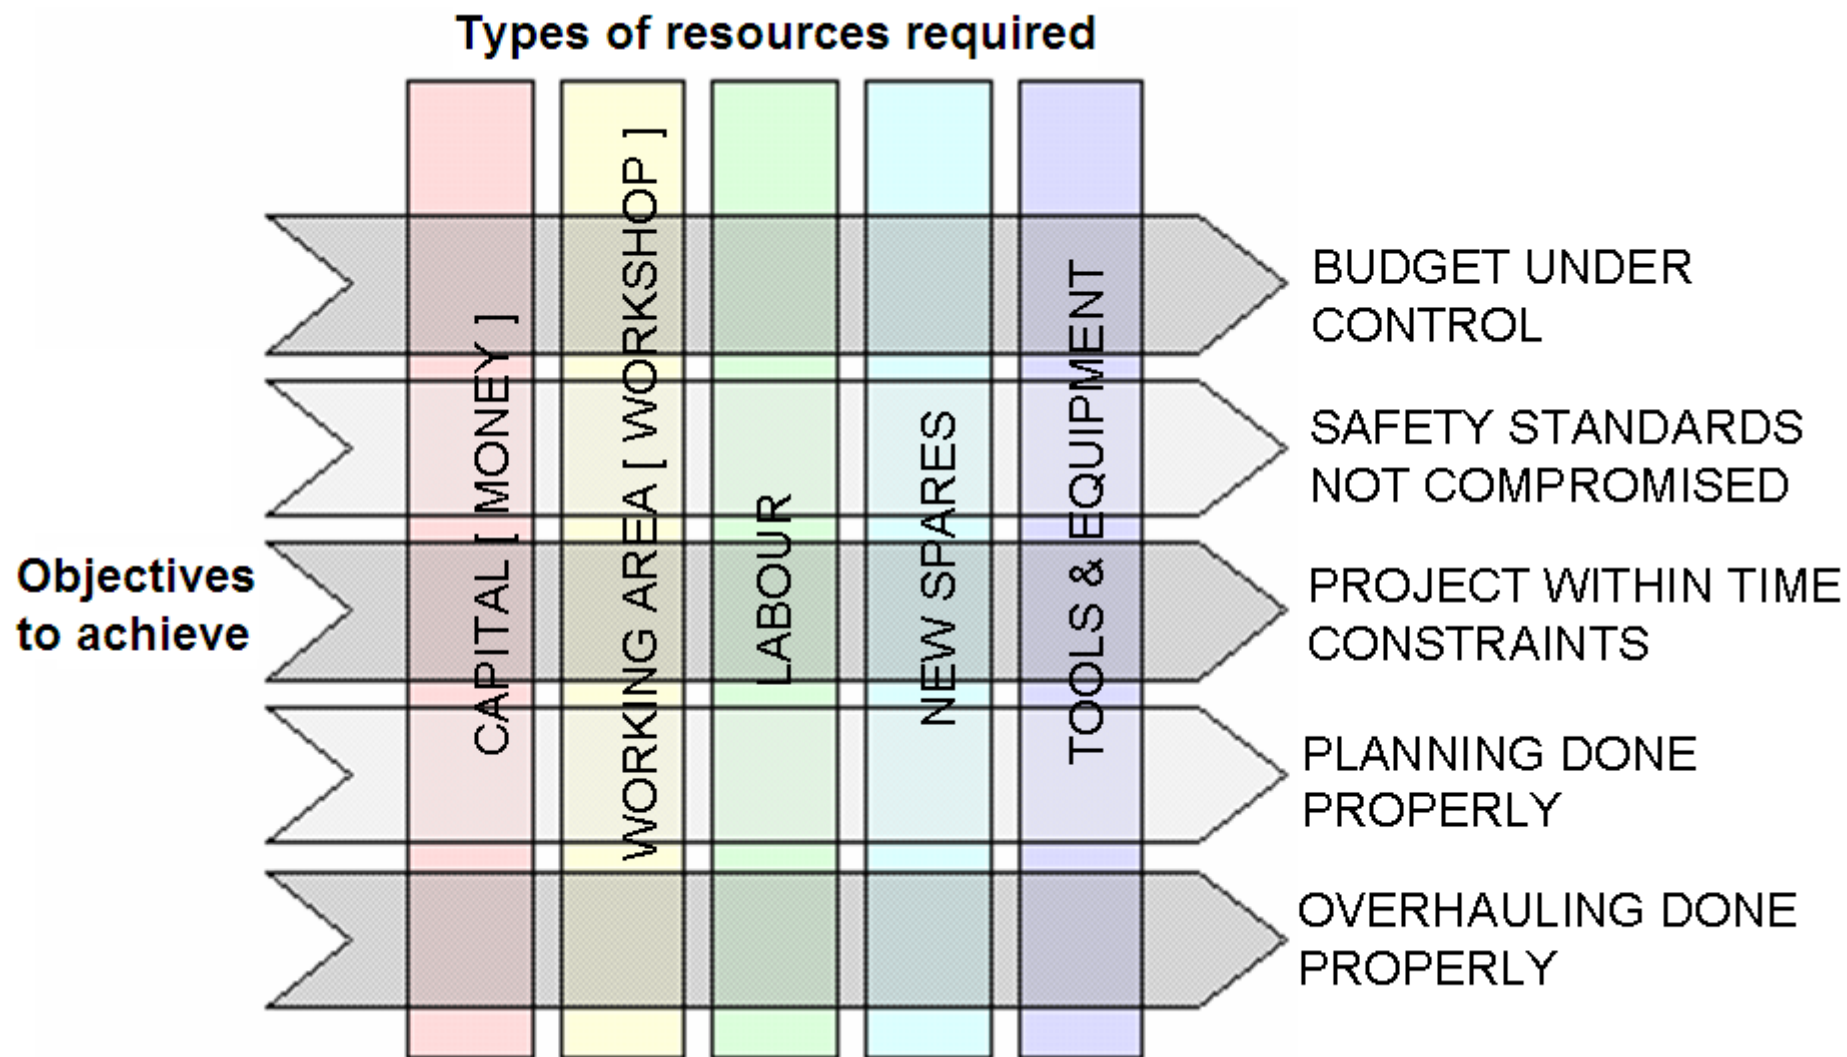 Types of resources required
CAPITAL [ MONEY ]
WORKING AREA [ WORKSHOP ]
LABOUR
NEW SPARES
TOOLS & EQUIPMENT
Objectives
to achieve
BUDGET UNDER
CONTROL
SAFETY STANDARDS
NOT COMPROMISED
PROJECT WITHIN TIME
CONSTRAINTS
PLANNING DONE
PROPERLY
OVERHAULING DONE
PROPERLY